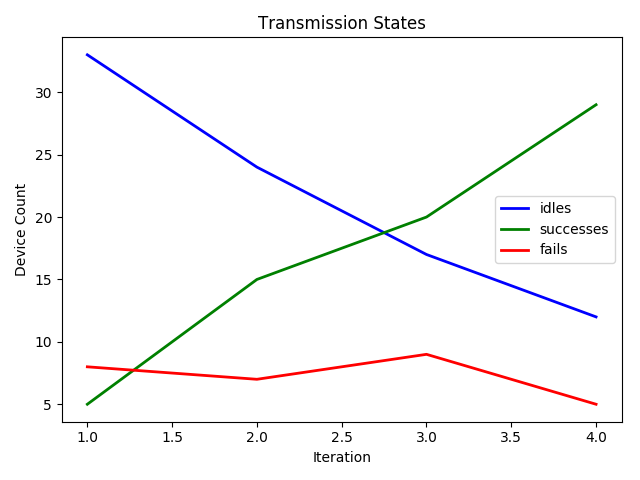 Transmission States
Device Count
30
25
20
15
10
5
idles
successes
fails
1.0 1.5 2.0 2.5 3.0 3.5 4.0
Iteration